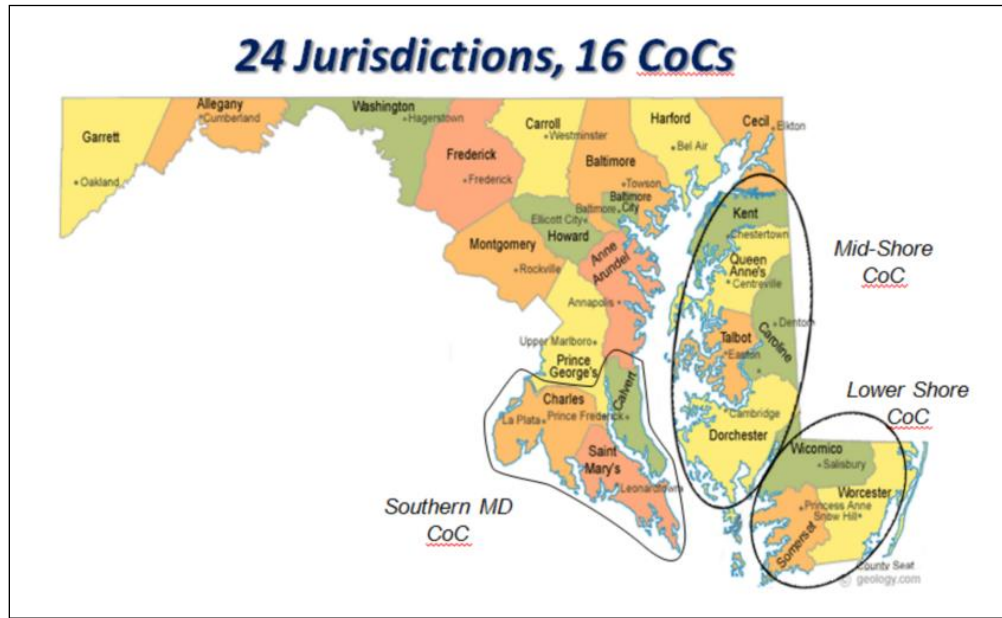 24 Jurisdictions, 16 CoCs
Garrett
Oakland
Allegany
Cumberland
Washington
Hagerstown
Frederick
Frederick
Carroll
Westminster
Baltimore
Towson
Harford
Bel Air
Cecil
Elkton
Baltimore
Baltimore
City
Ellicott City
Howard
Montgomery
Rockville
Anne
Arundel
Annapolis
Upper Marlboro
Prince
George's
Kent
Chestertown
Queen
Anne's
Centreville
Talbot
Easton
Caroline
Denton
Mid-Shore
CoC
Calvert
Charles
La Plata
Prince Frederick
Saint
Mary's
Leonardtown
Southern MD
CoC
Cambridge
Dorchester
Lower Shore
CoC
Wicomico
Salisbury
Worcester
Princess Anne
Snow Hill
Somerset
County Seat
© geology.com